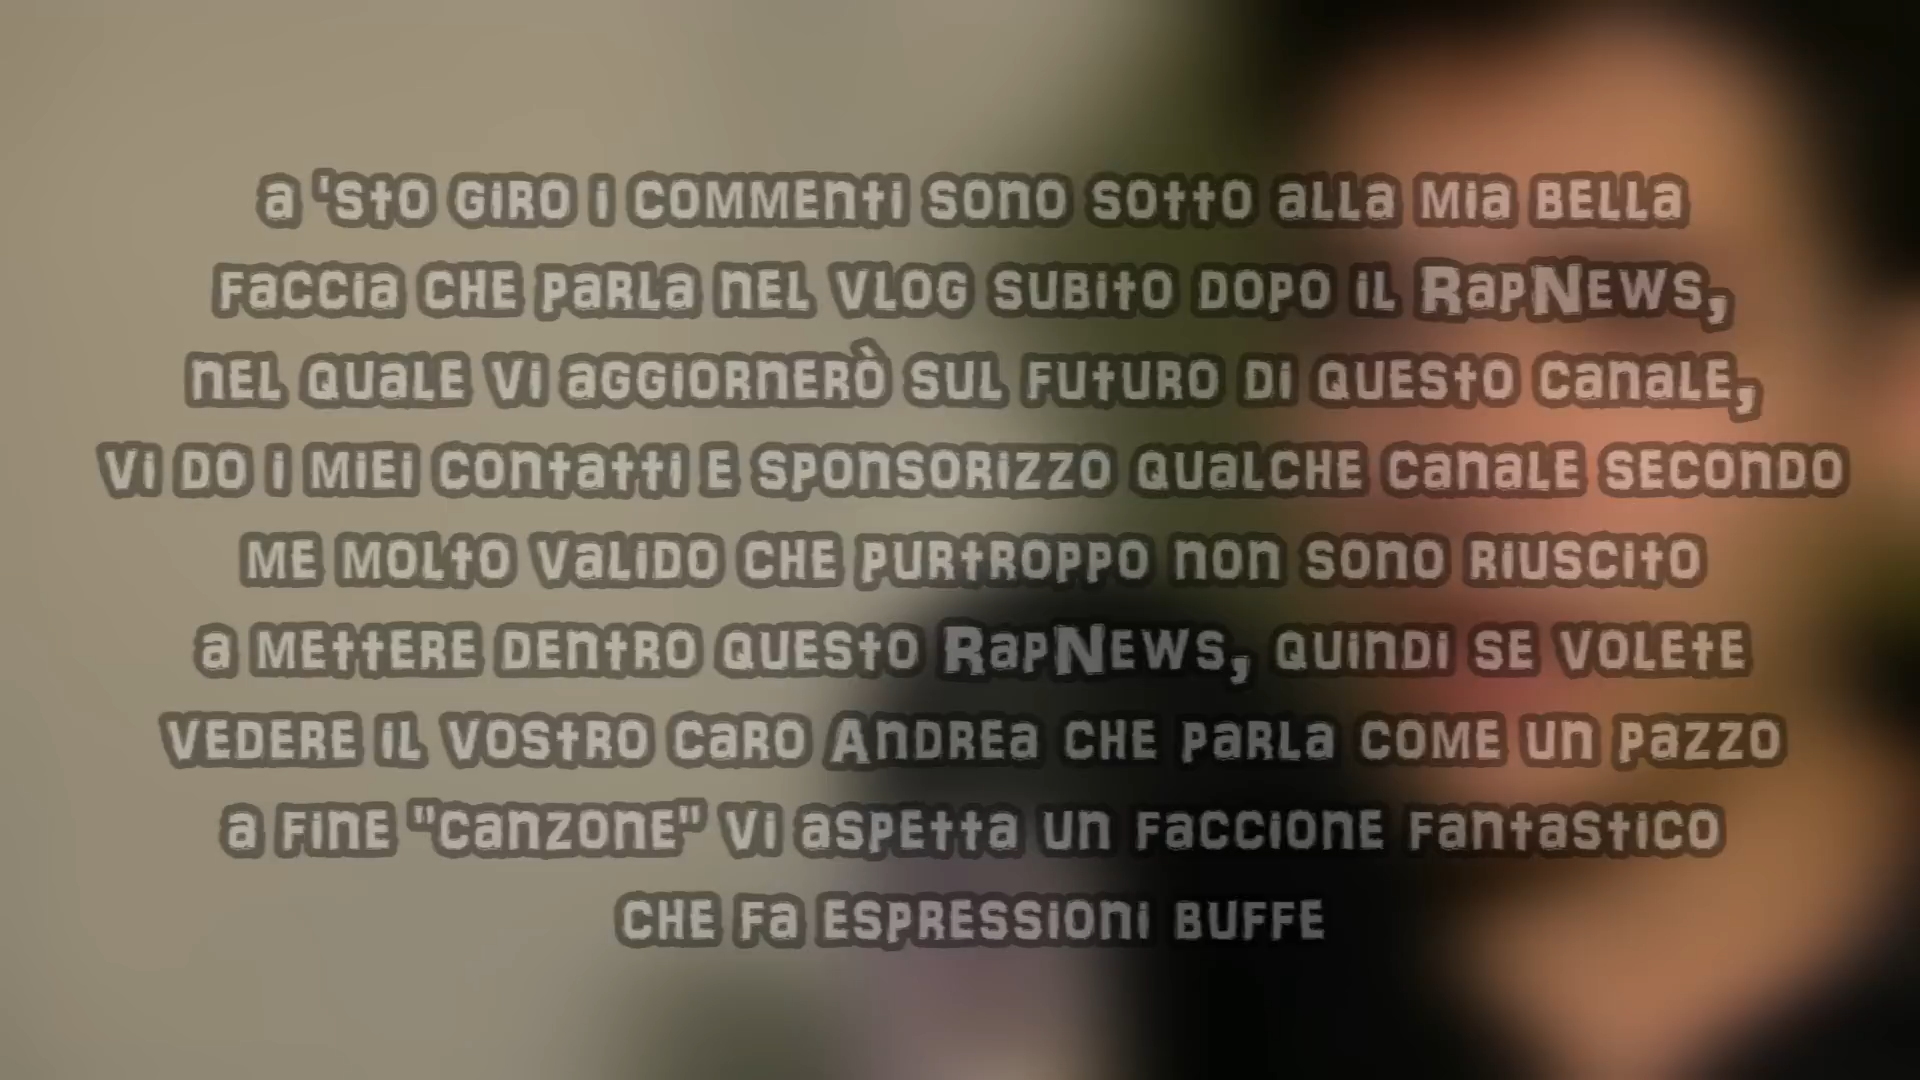 a 'sto giro i commenti sono sotto alla mia bella
faccia che parla nel vlog subito dopo il RapNews,
nel quale vi aggiornerò sul futuro di questo canale,
vi do i miei contatti e sponsorizzo qualche canale secondo
me molto valido che purtroppo non sono riuscito
a mettere dentro questo RapNews, quindi se volete
vedere il vostro caro Andrea che parla come un pazzo
a fine "canzone" vi aspetta un faccione fantastico
che fa espressioni buffe